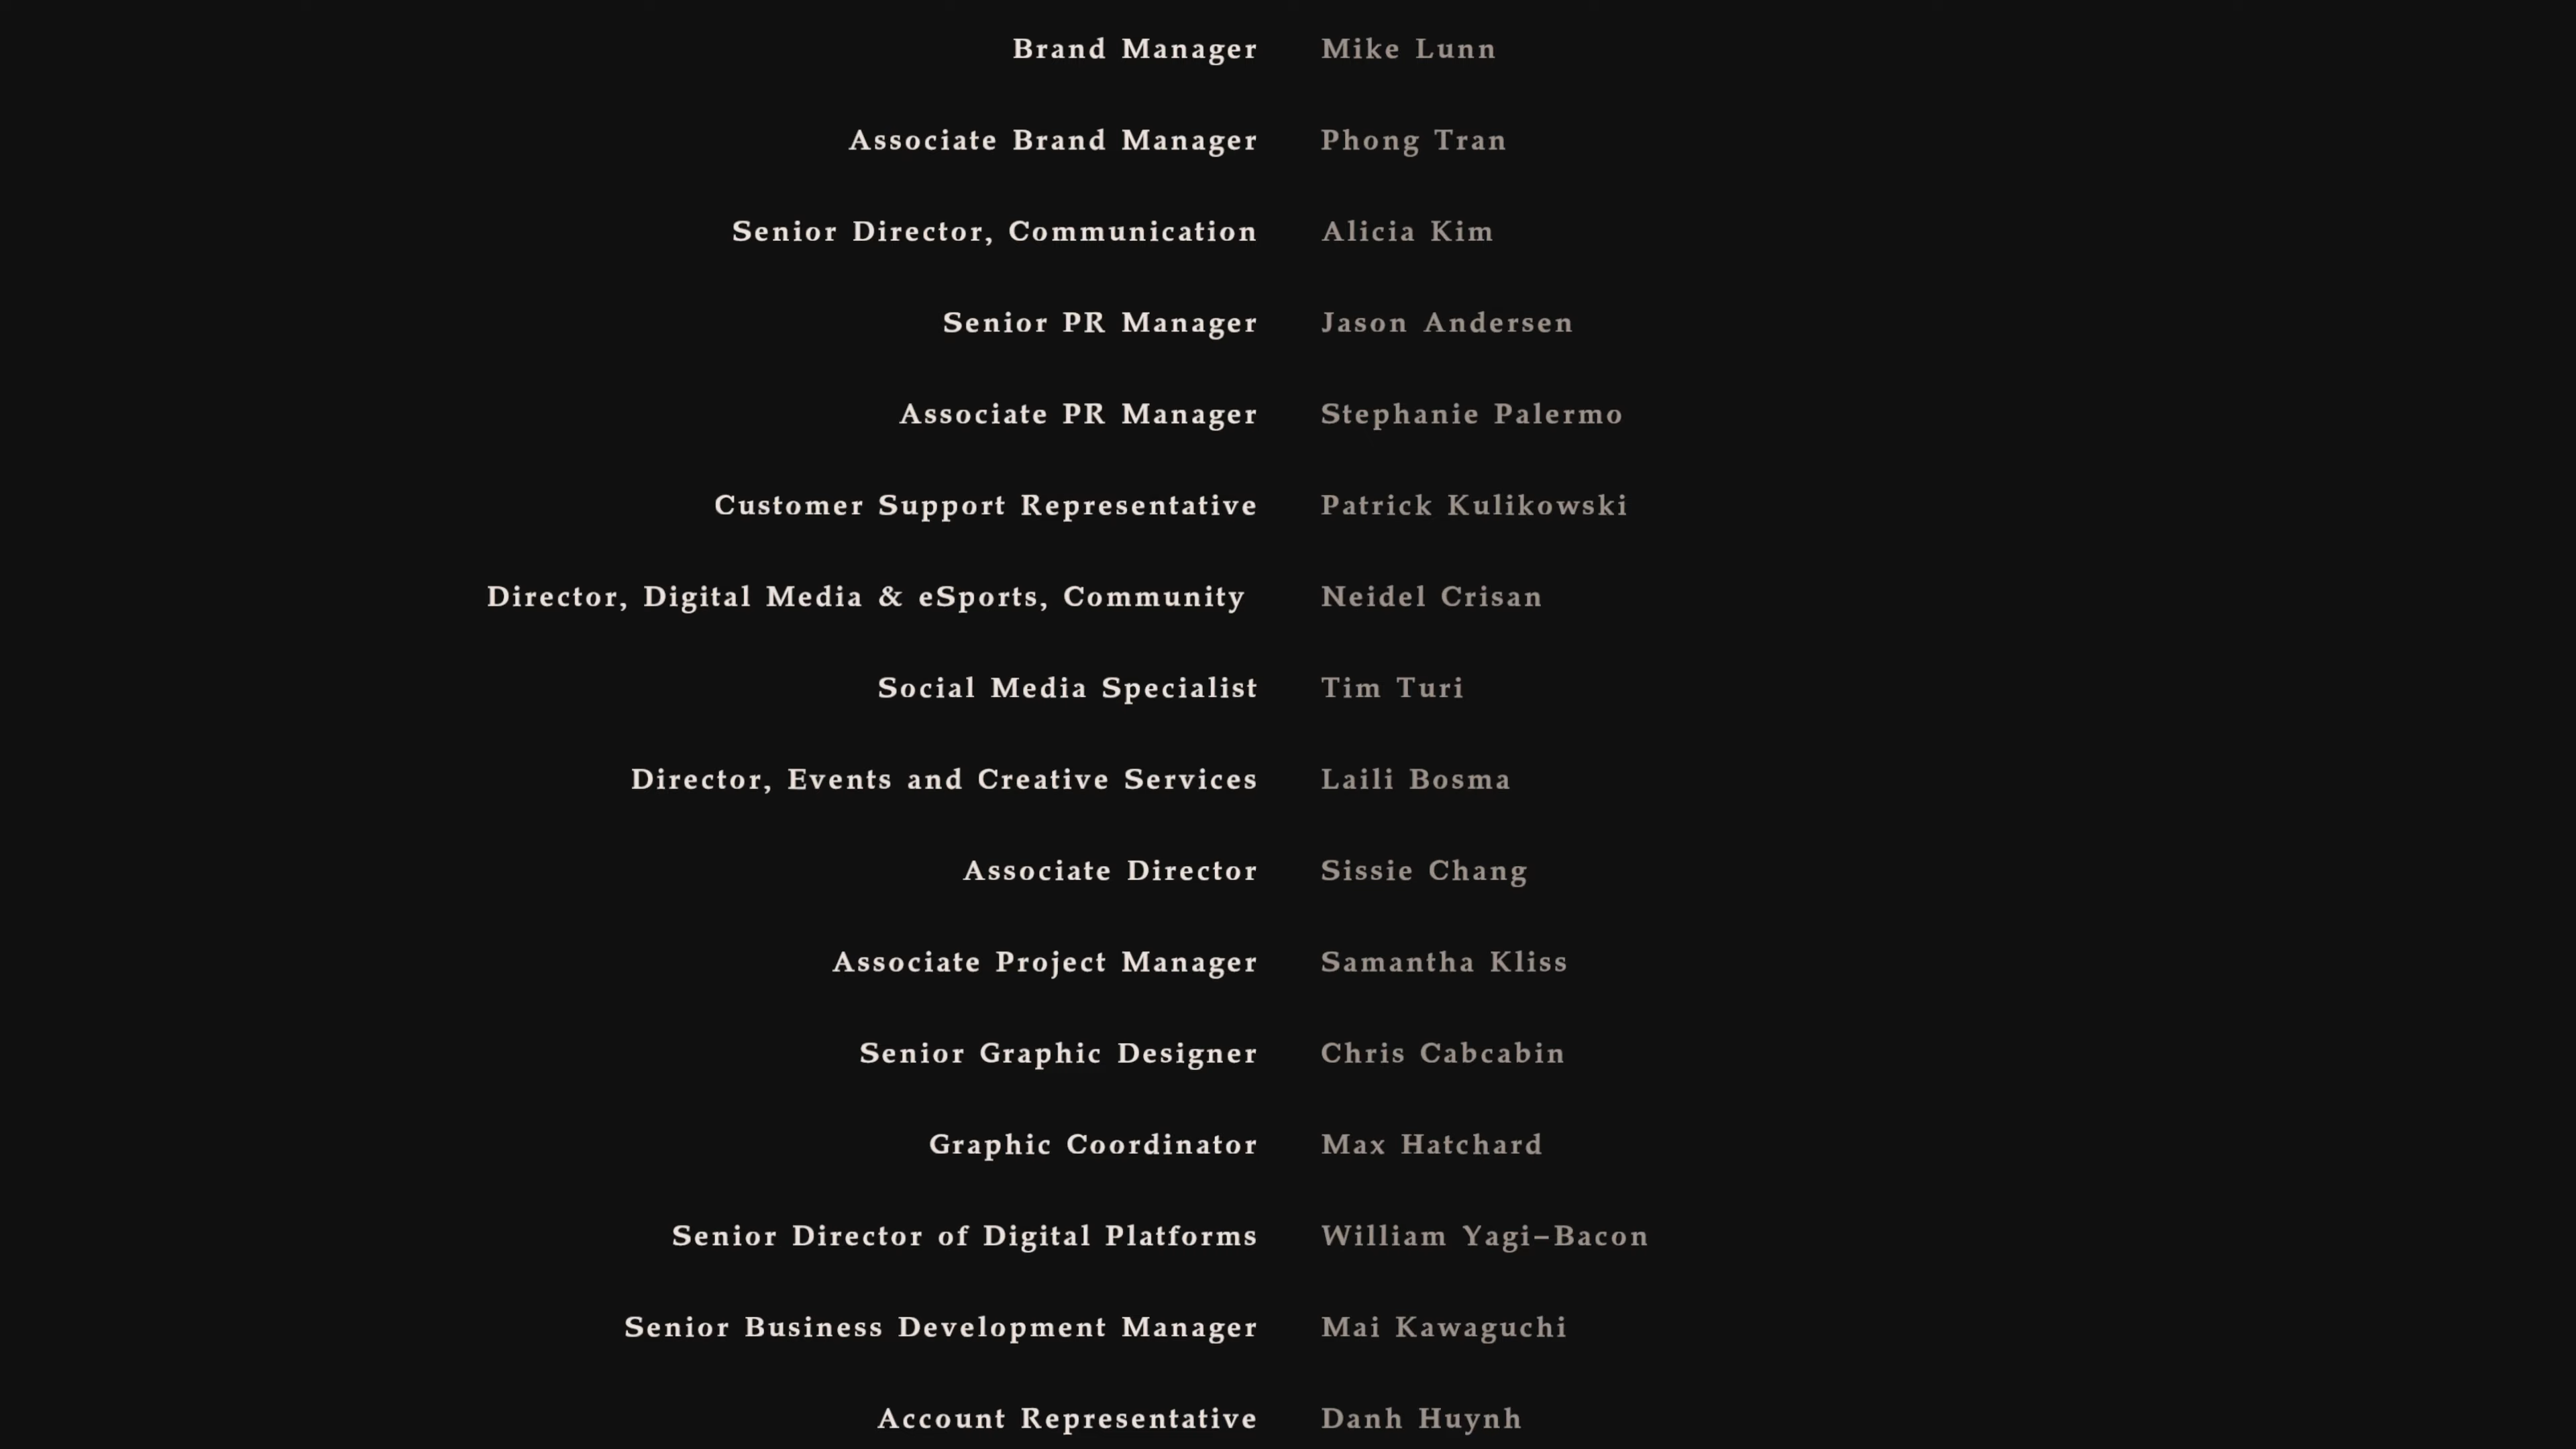 Brand Manager Mike Lunn
Associate Brand Manager Phong Tran
Senior Director, Communication Alicia Kim
Senior PR Manager Jason Andersen
Associate PR Manager Stephanie Palermo
Customer Support Representative Patrick Kulikowski
Director, Digital Media & eSports, Community Neidel Crisan
Social Media Specialist Tim Turi
Director, Events and Creative Services Laili Bosma
Associate Director Sissie Chang
Associate Project Manager Samantha Kliss
Senior Graphic Designer Chris Cabcabin
Graphic Coordinator Max Hatchard
Senior Director of Digital Platforms William Yagi–Bacon
Senior Business Development Manager Mai Kawaguchi
Account Representative Danh Huynh